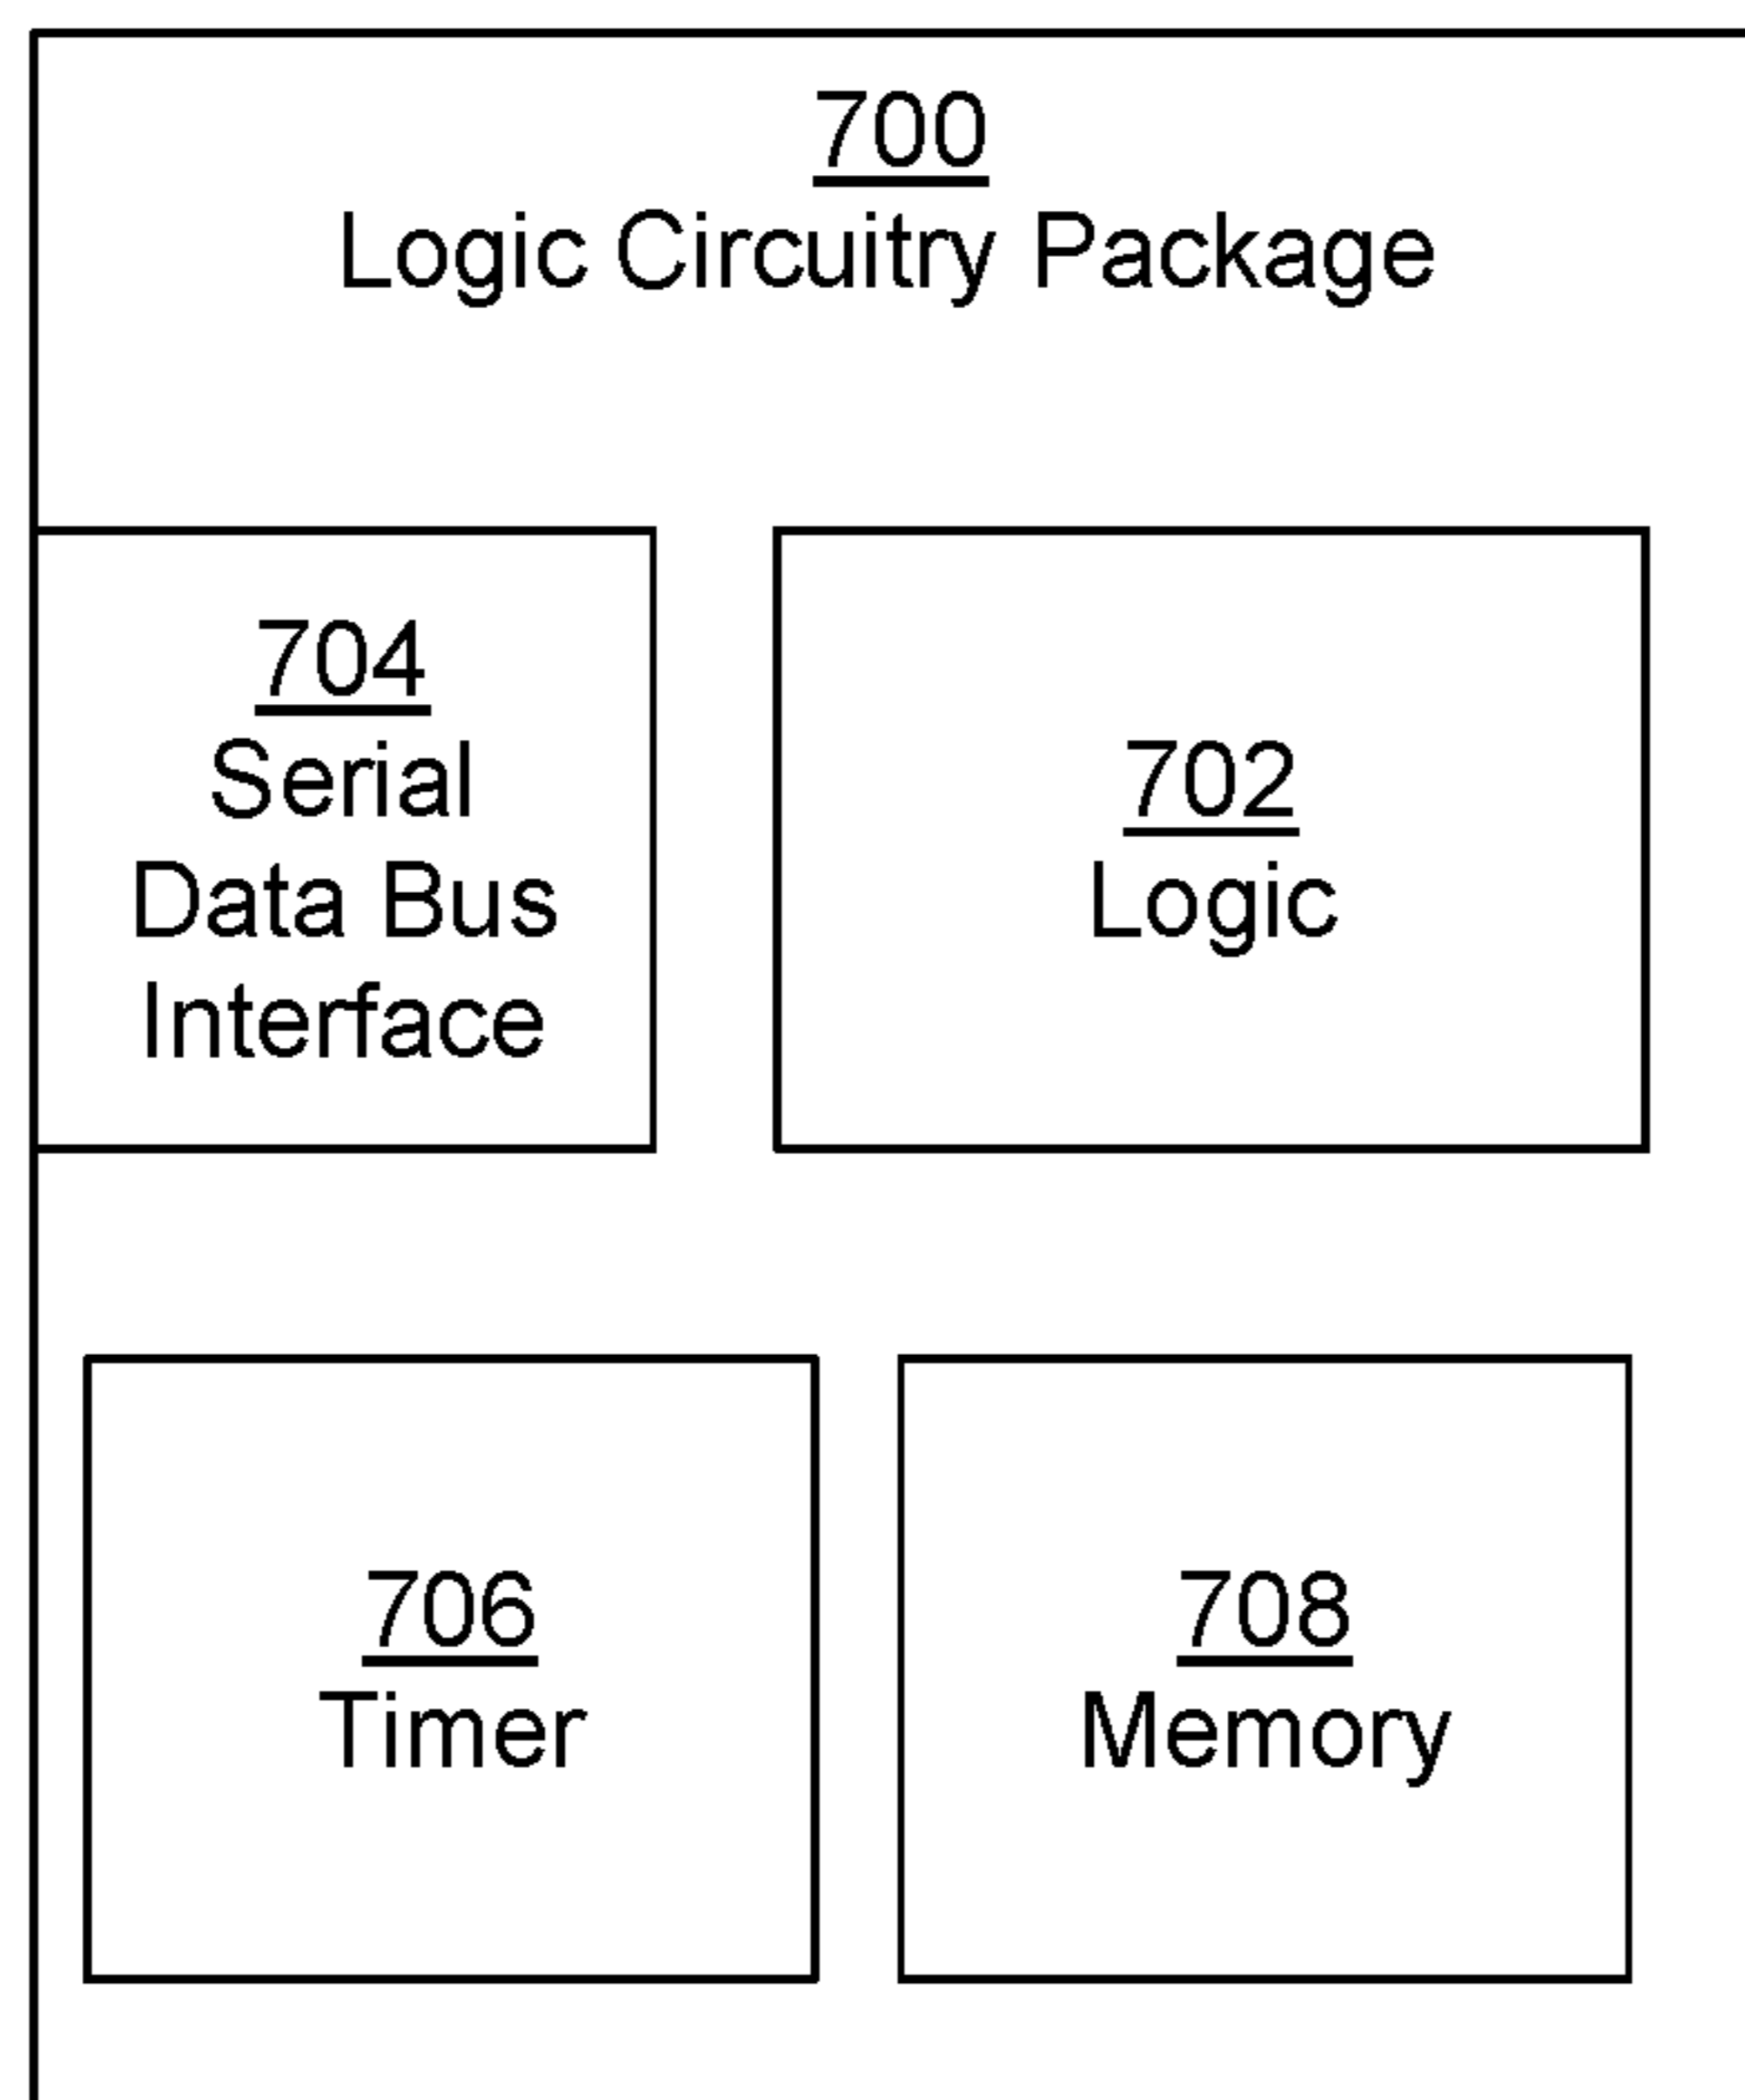 700
Logic Circuitry Package
704
Serial
Data Bus
Interface
702
Logic
706
Timer
708
Memory